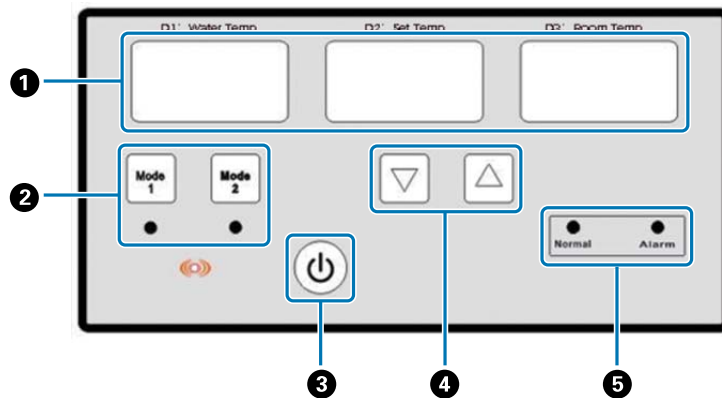 D1' Water Temp
D2' Set Temp
D3' Room Temp
1
Mode
1
Mode
2
2
Normal
Alarm
3
4
5